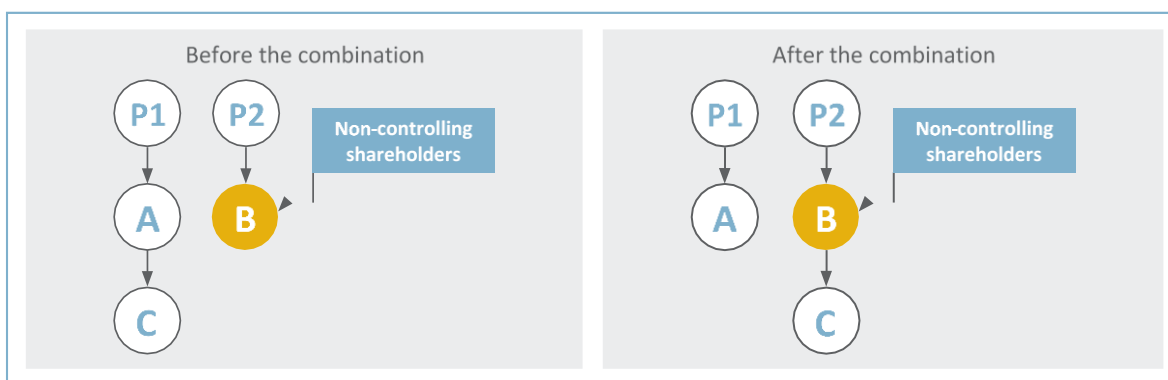 Before the combination
P1
P2
Non-controlling
shareholders
A
B
C
After the combination
P1
P2
Non-controlling
shareholders
A
B
C